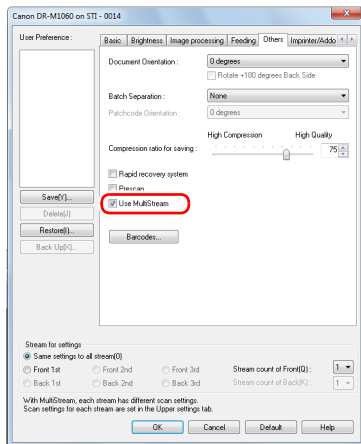 Canon DR-M1060 on STI - 0014
User Preference :
Basic Brightness Image processing Feeding Others Imprinter/Addo
Document Orientation : 0 degrees
Rotate +180 degrees Back Side
Batch Separation : None
Patchcode Orientation : 0 degrees
High Compression High Quality
Compression ratio for saving : 75
Rapid recovery system
Prescan
Use MultiStream
Barcodes...
Save(Y)...
Delete(J)
Restore(I)...
Back Up(X)...
Stream for settings
Same settings to all stream(0)
Front 1st Front 2nd Front 3rd Stream count of Front(Q) : 1
Back 1st Back 2nd Back 3rd Stream count of Back(K) : 1
With MultiStream, each stream has different scan settings.
Scan settings for each stream are set in the Upper settings tab.
OK Cancel Default Help